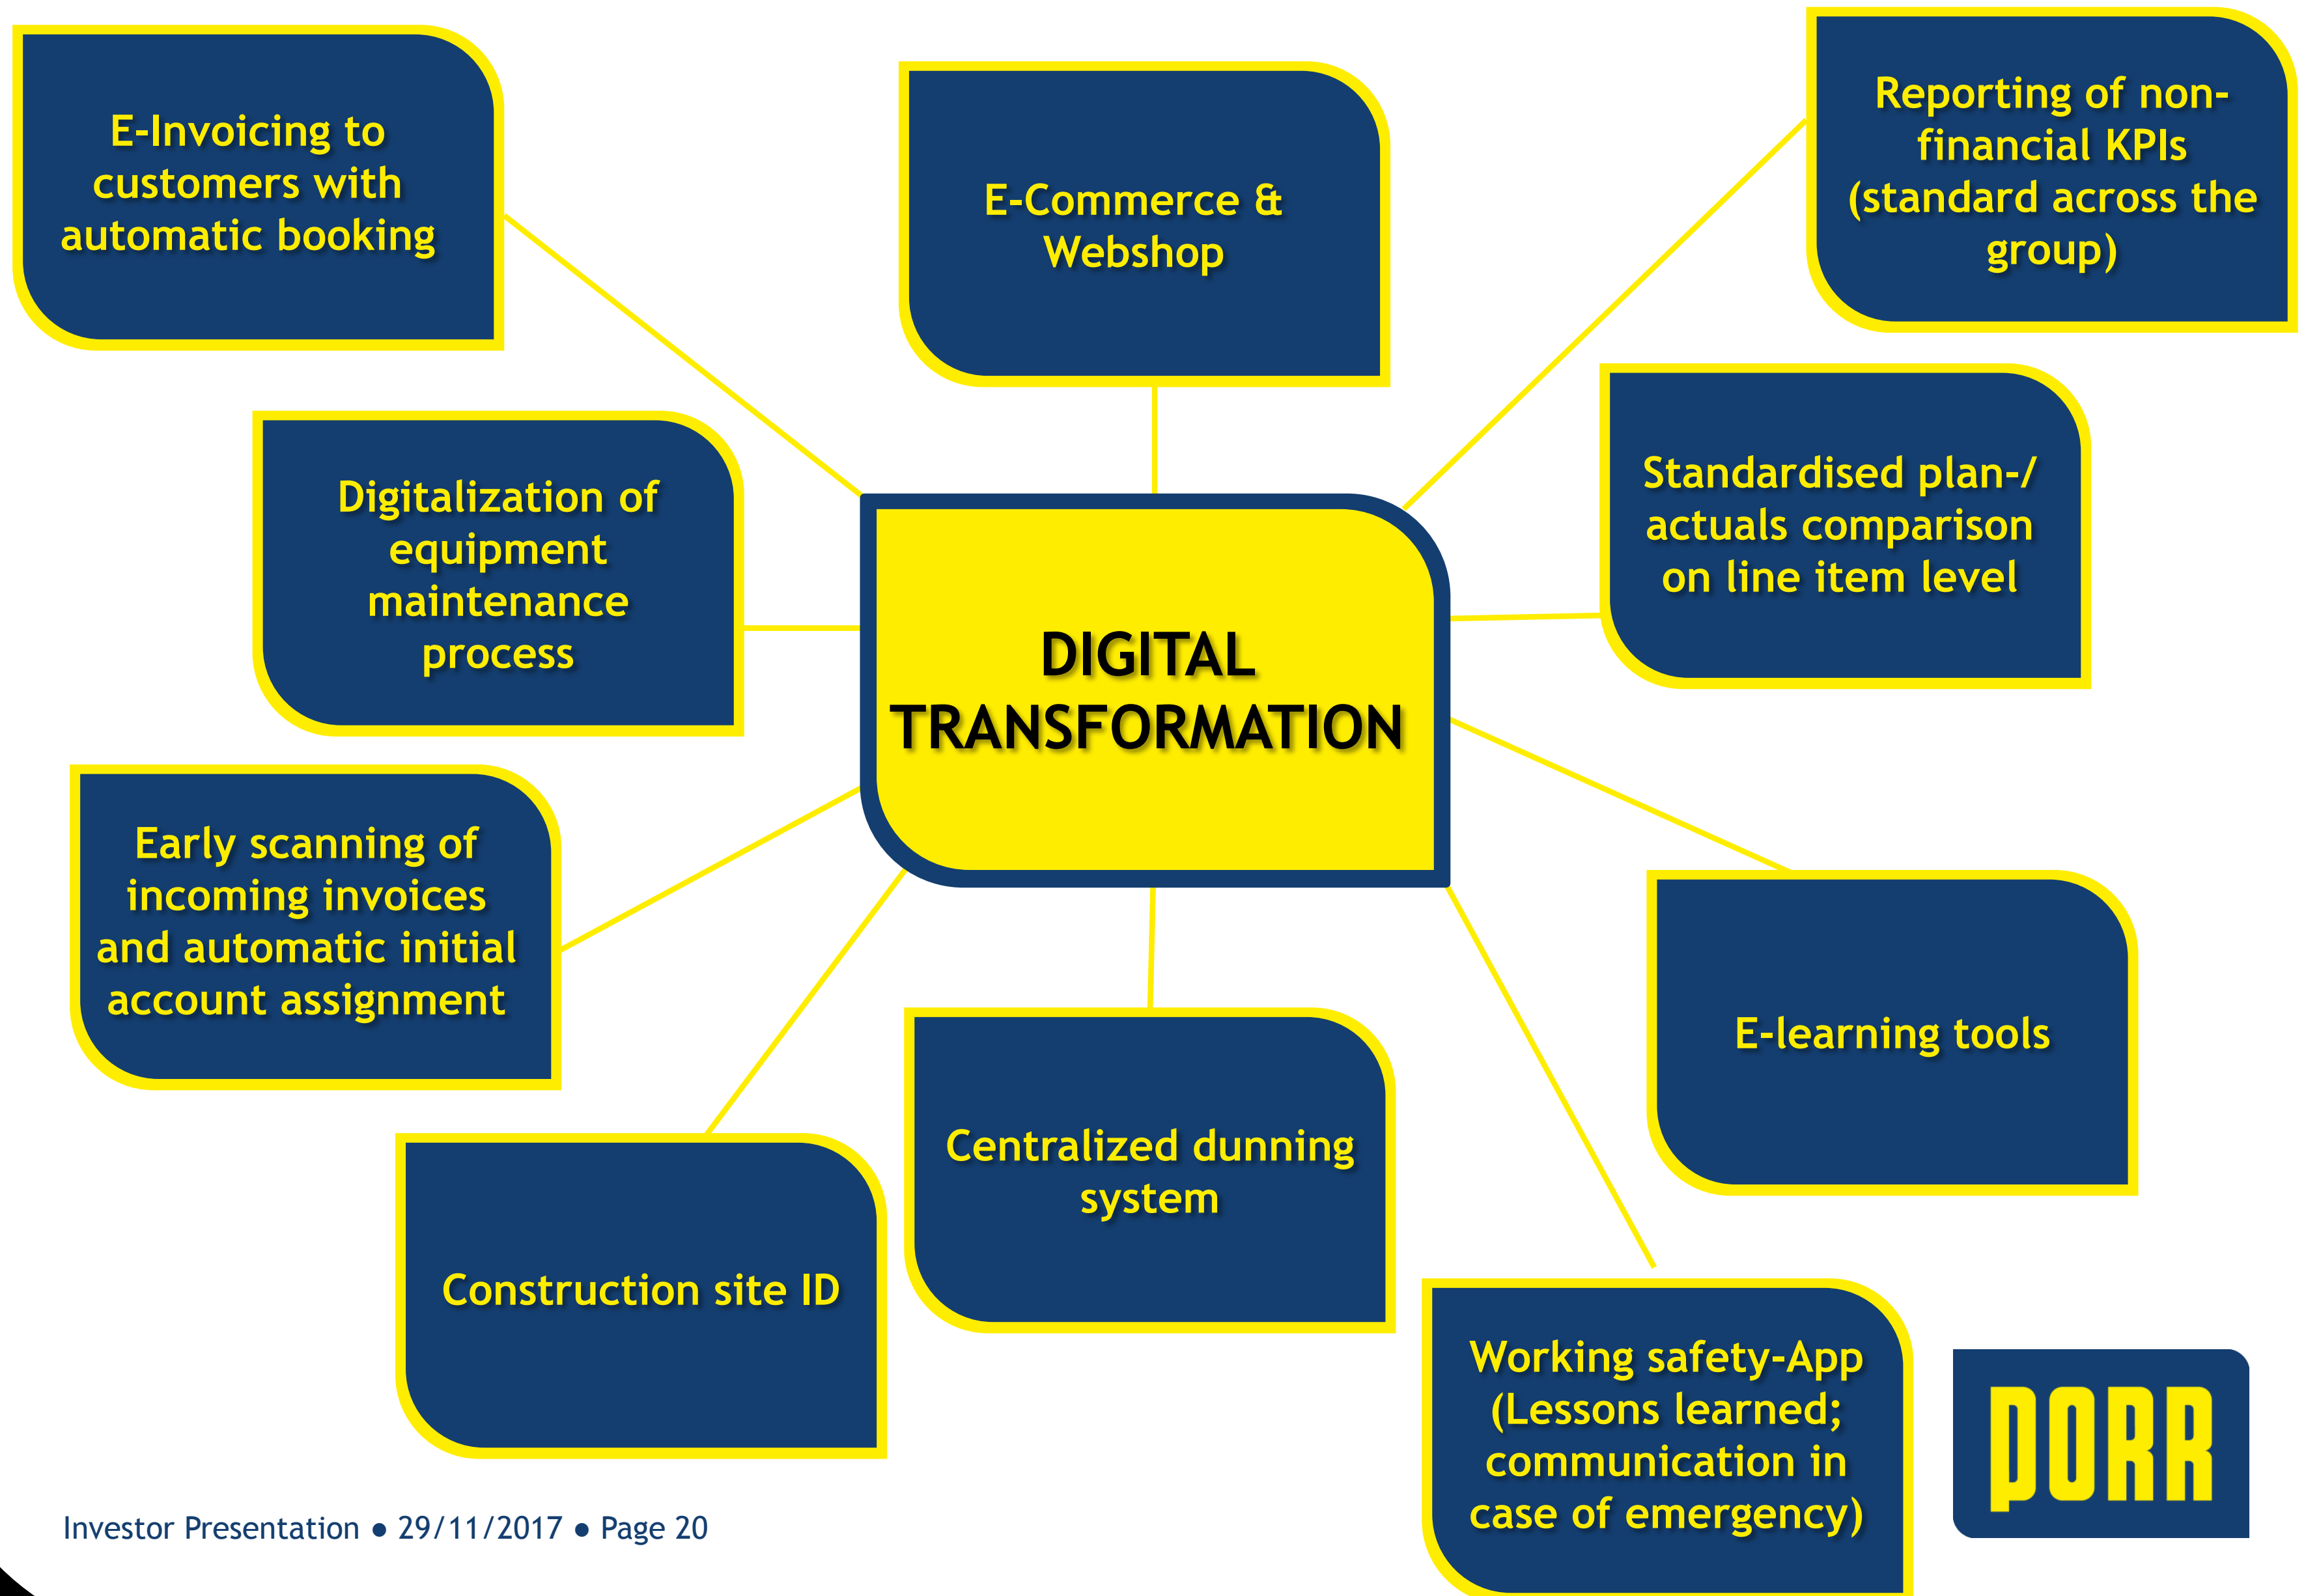 E-Invoicing to
customers with
automatic booking
E-Commerce &
Webshop
Reporting of non-
financial KPIs
(standard across the
group)
Digitalization of
equipment
maintenance
process
Standardised plan-/
actuals comparison
on line item level
DIGITAL
TRANSFORMATION
Early scanning of
incoming invoices
and automatic initial
account assignment
E-learning tools
Centralized dunning
system
Construction site ID
Working safety-App
(Lessons learned;
communication in
case of emergency)
PORR
Investor Presentation ● 29/11/2017 ● Page 20